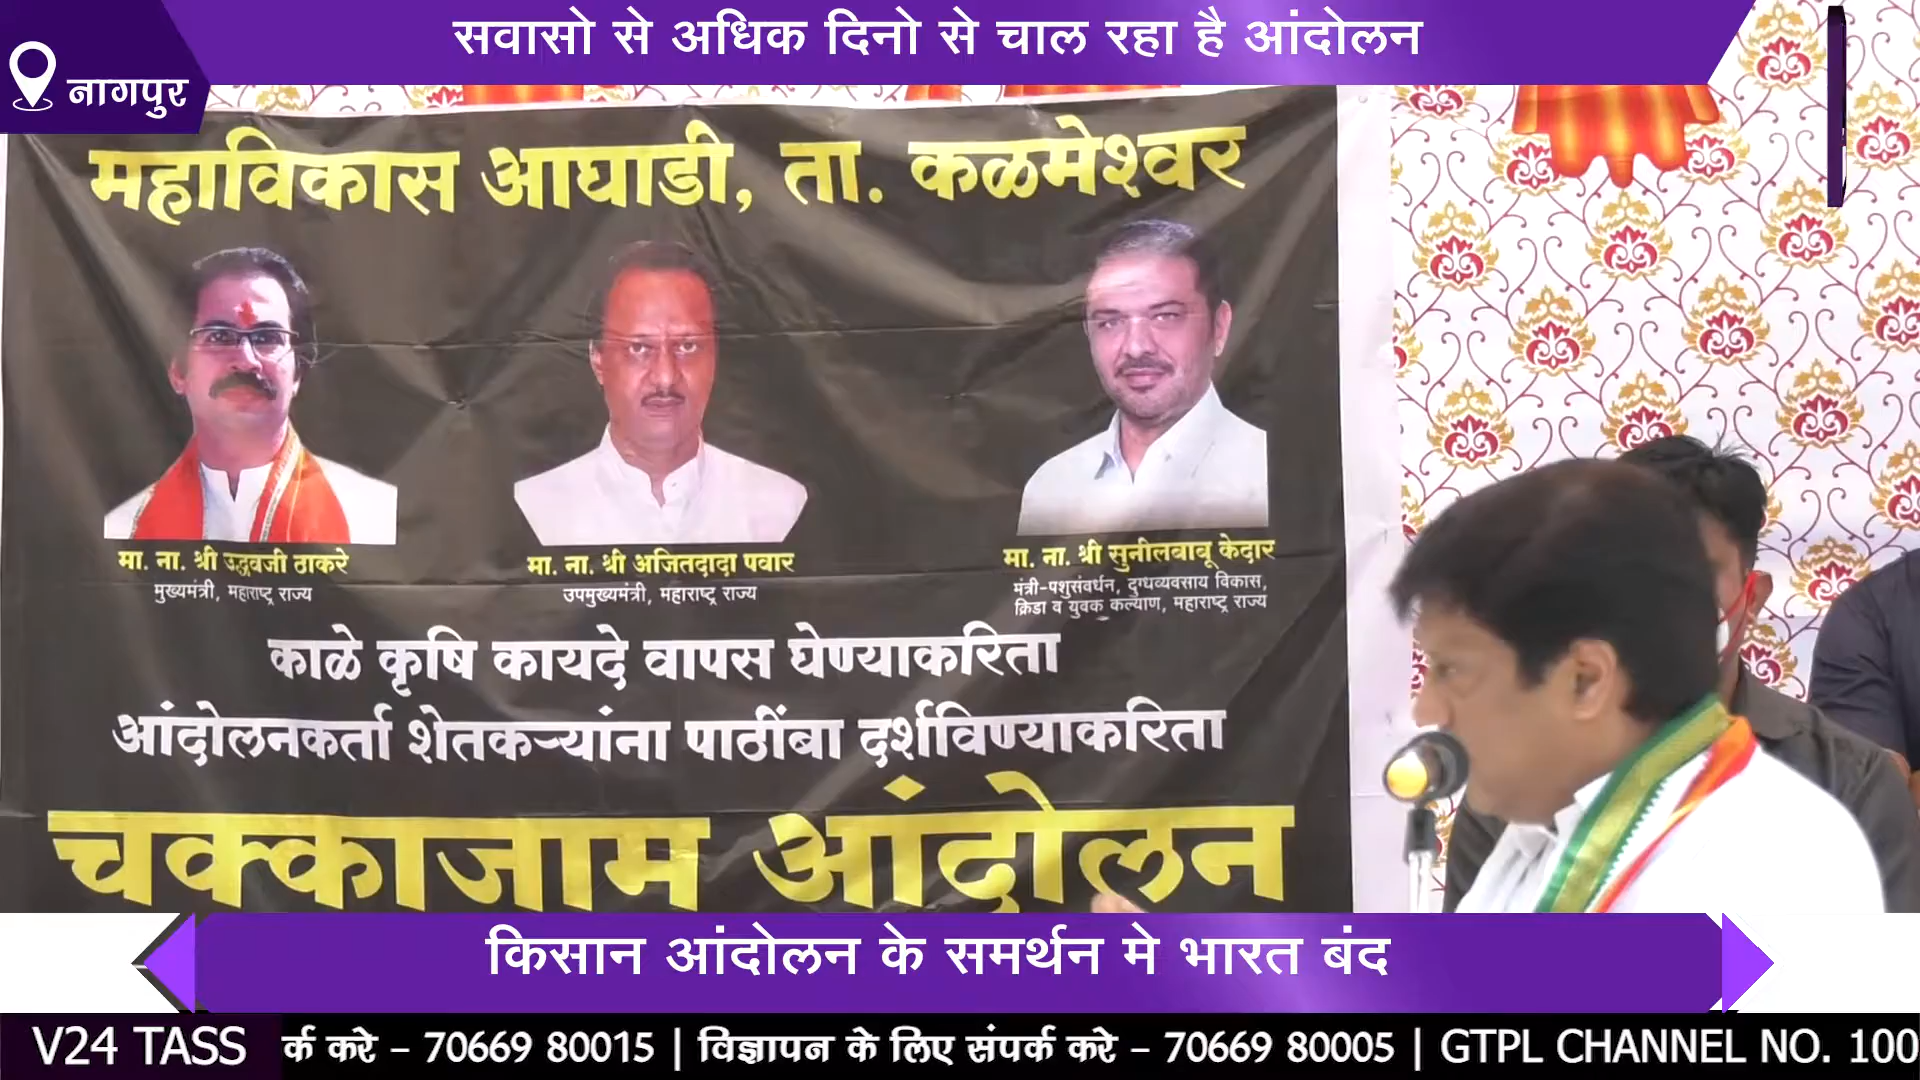 सवासो से अधिक दिनो से चाल रहा है आंदोलन
नागपुर
महाविकास आघाडी, ता. कळमेश्वर
मा. ना. श्री उद्धवजी ठाकरे
मुख्यमंत्री, महाराष्ट्र राज्य
मा. ना. श्री अजितदादा पवार
उपमुख्यमंत्री, महाराष्ट्र राज्य
मा. ना. श्री सुनीलबाबू केदार
मंत्री-पशुसंवर्धन, दुग्धव्यवसाय विकास,
क्रिडा व युवक कल्याण, महाराष्ट्र राज्य
काळे कृषि कायदे वापस घेण्याकरिता
आंदोलनकर्ता शेतकऱ्यांना पाठींबा दर्शविण्याकरिता
चक्काजाम आंदोलन
किसान आंदोलन के समर्थन मे भारत बंद
V24 TASS र्क करे – 70669 80015 | विज्ञापन के लिए संपर्क करे – 70669 80005 | GTPL CHANNEL NO. 100